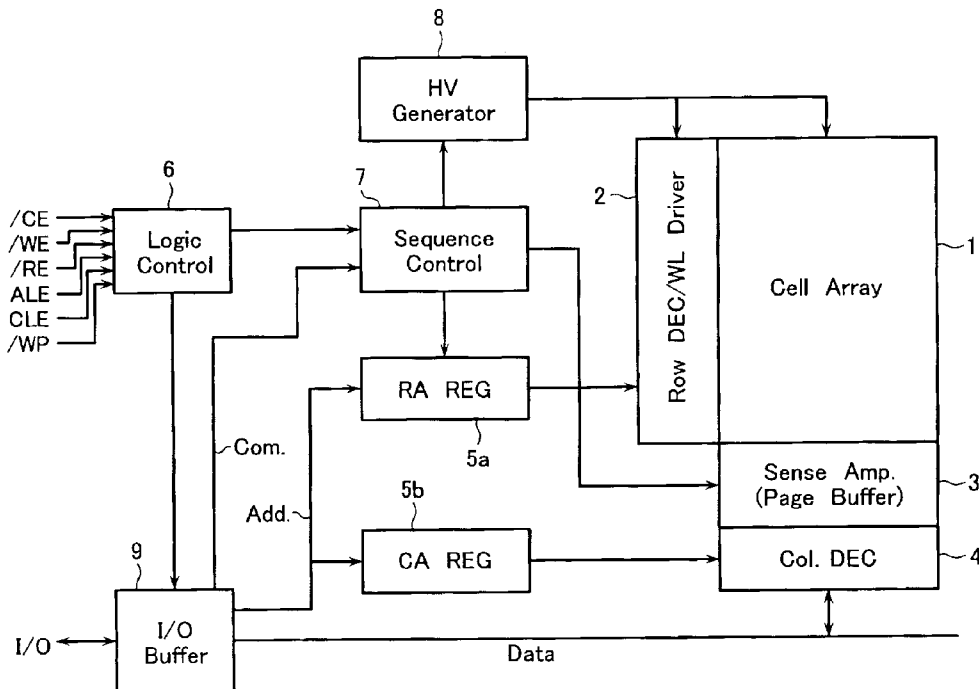 8
HV
Generator
6
7
2
/CE
/WE
/RE
ALE
CLE
/WP
Logic
Control
Sequence
Control
Row DEC/WL Driver
Cell Array
1
RA REG
5a
Com.
Add.
5b
CA REG
Sense Amp.
(Page Buffer)
3
Col. DEC
4
9
I/O
I/O
Buffer
Data